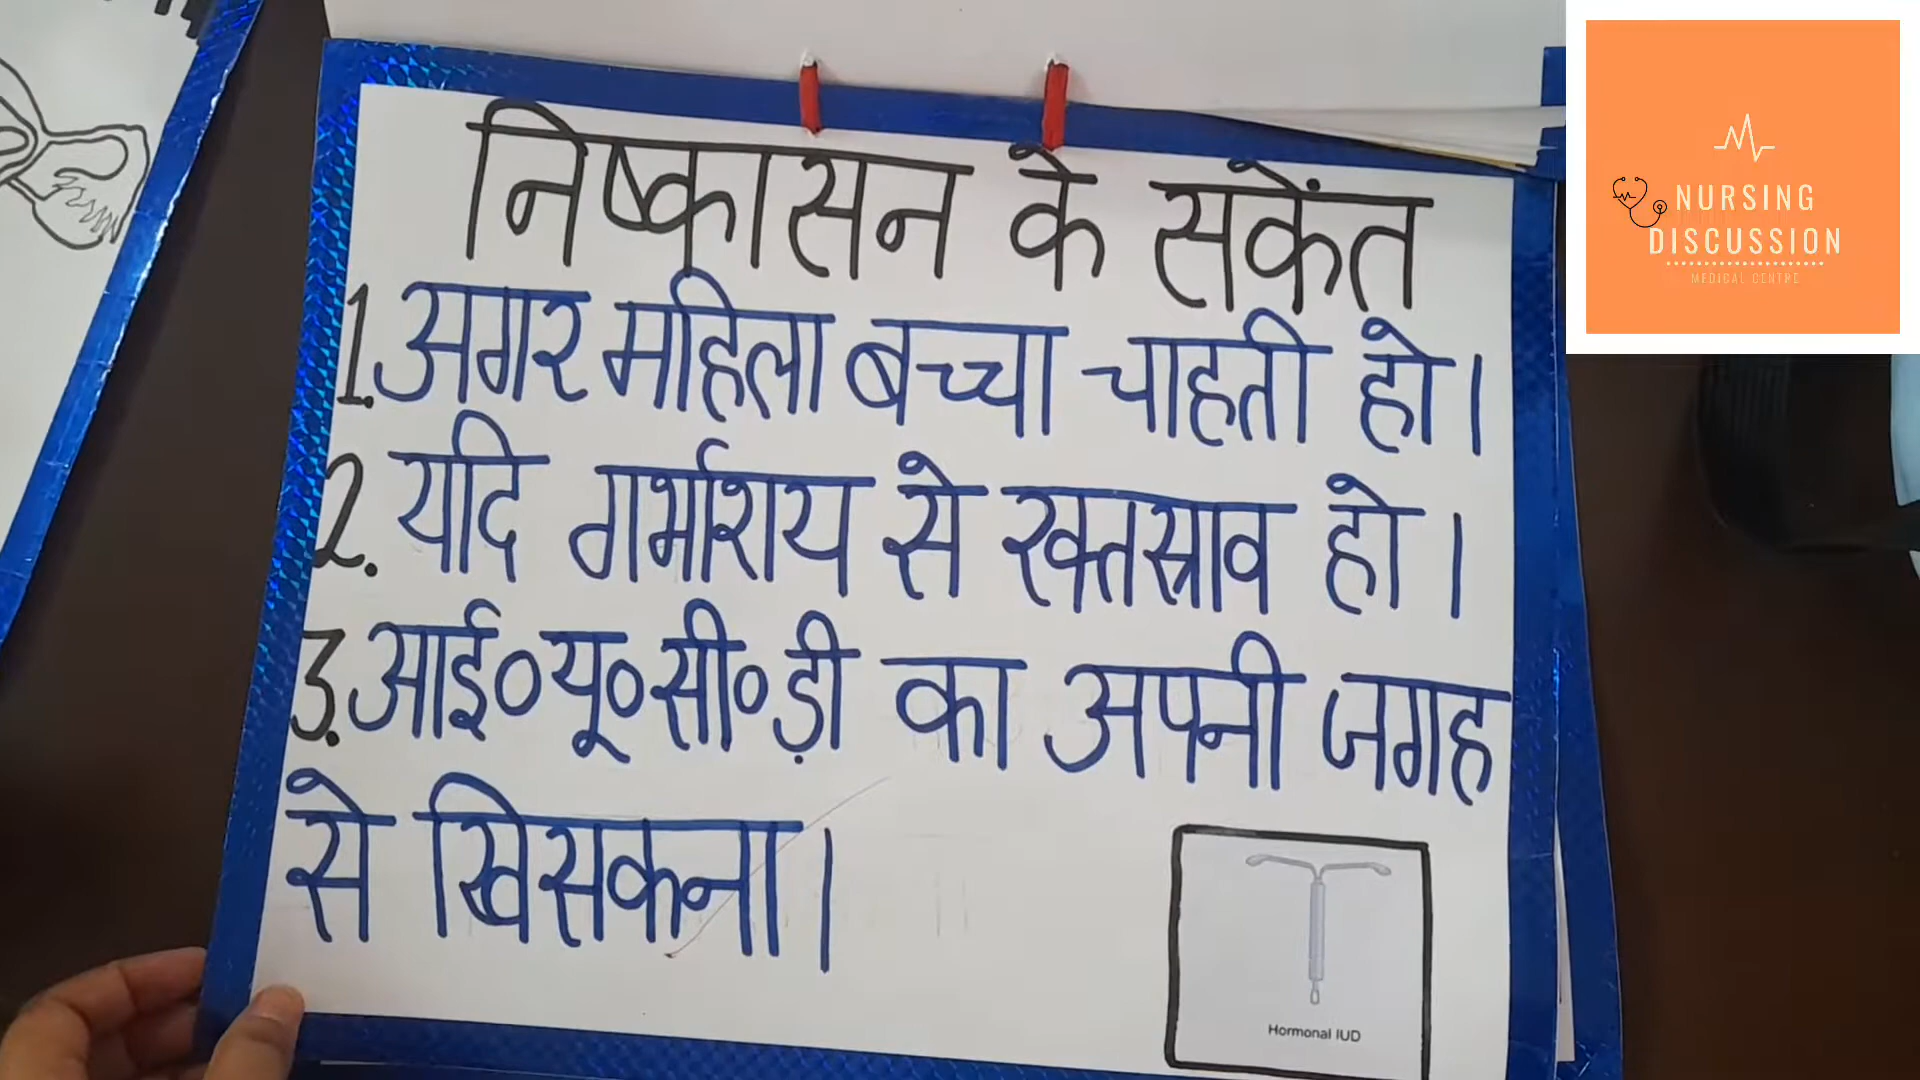 निष्कासन के सकेंत
1. अगर महिला बच्चा चाहती हो।
2. यदि गर्भाशय से रक्तस्राव हो।
3. आई०यू०सी०ड़ी का अपनी जगह
से खिसकना।
Hormonal IUD
NURSING
DISCUSSION
MEDICAL CENTRE